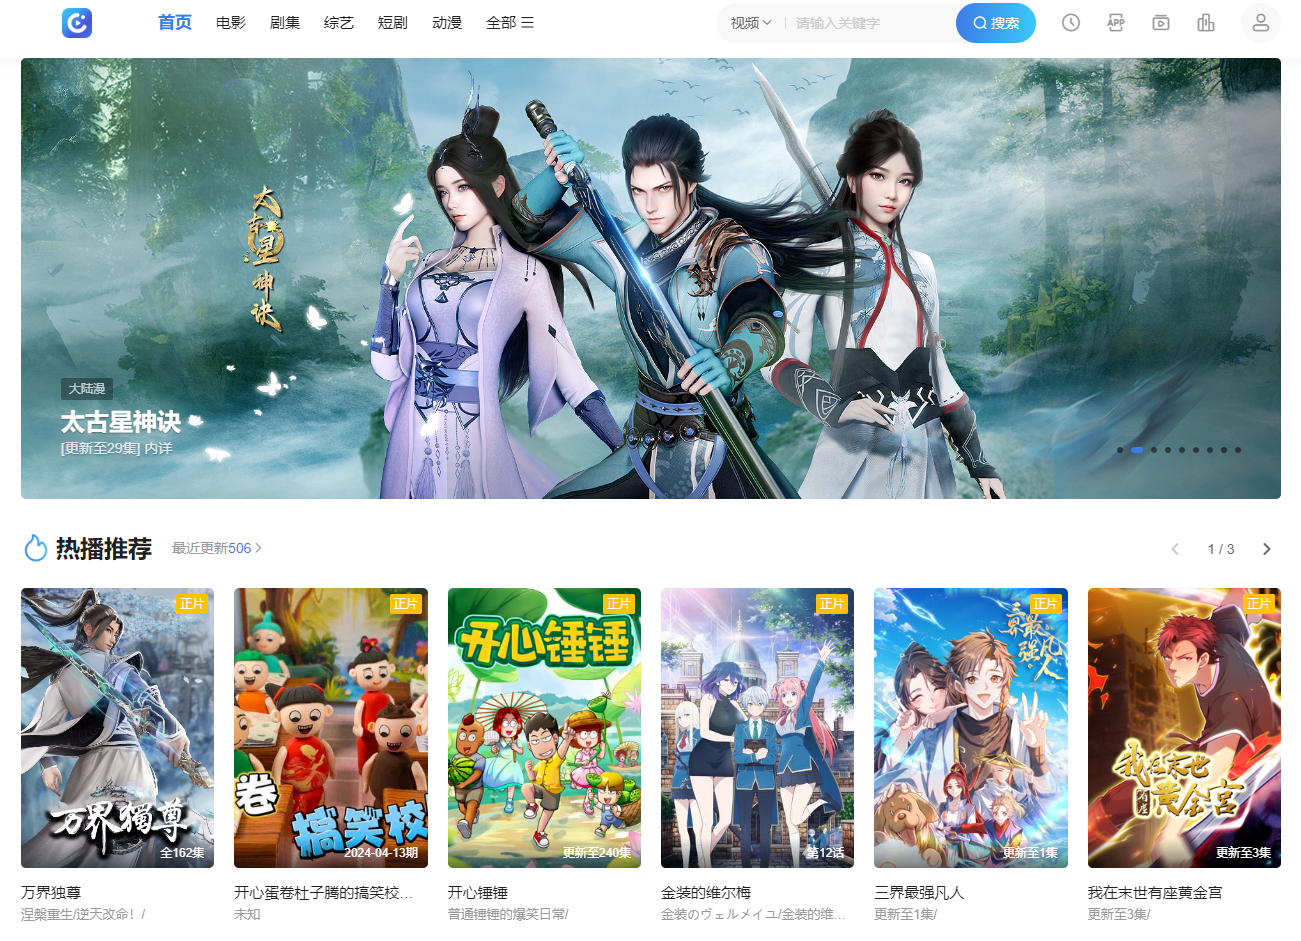 首页 电影 剧集 综艺 短剧 动漫 全部 视频 请输入关键字 搜索 APP
太古星神诀
大陆漫
太古星神诀
[更新至29集] 内详
热播推荐 最近更新506 1 / 3
正片 正片 正片 正片 正片 正片
开心锤锤
三界最强凡人
我在末世有座黄金宫
万界獨尊
卷
搞笑校
全162集 2024-04-13期 更新至240集 第12话 更新至1集 更新至3集
万界独尊 开心蛋卷杜子腾的搞笑校... 开心锤锤 金装的维尔梅 三界最强凡人 我在末世有座黄金宫
涅槃重生/逆天改命！/ 未知 普通锤锤的爆笑日常/ 金装のヴェルメイユ/金装的维... 更新至1集/ 更新至3集/